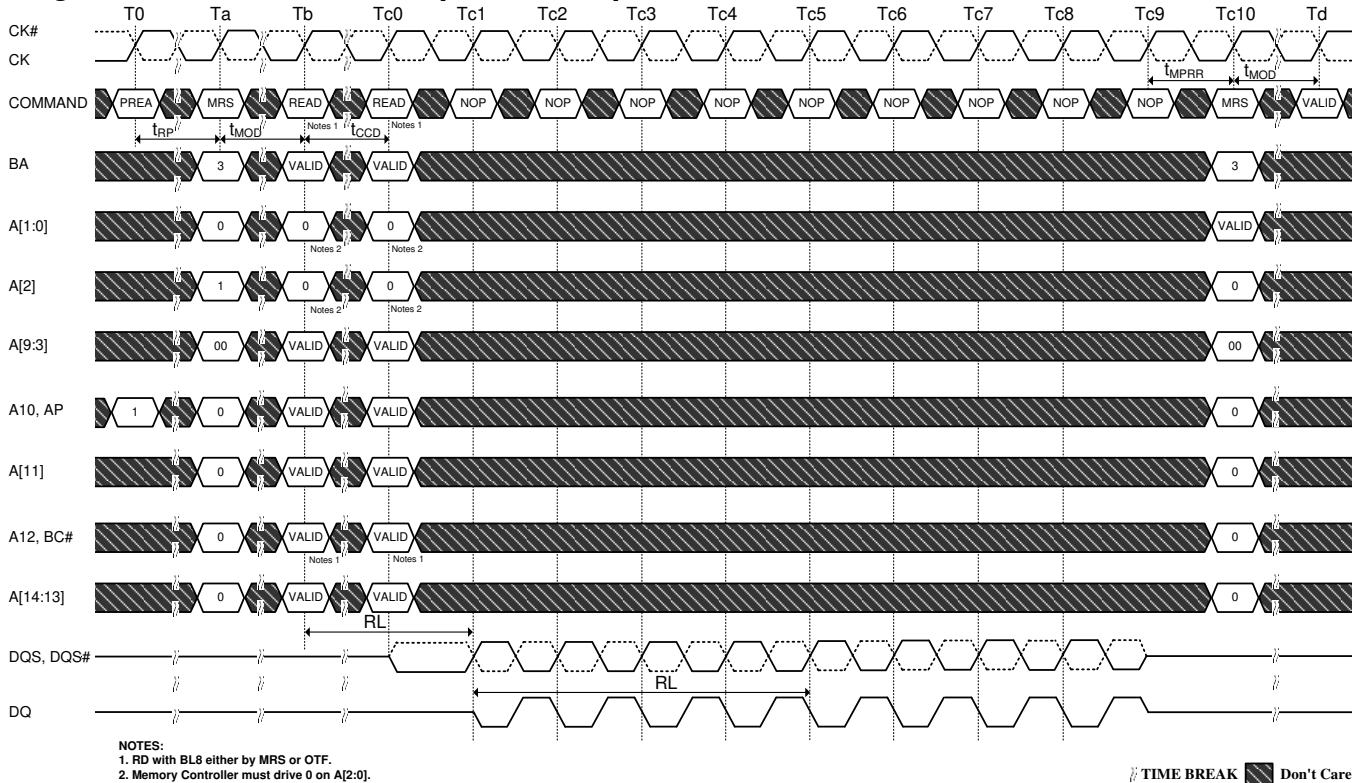 T0 Ta Tb Tc0 Tc1 Tc2 Tc3 Tc4 Tc5 Tc6 Tc7 Tc8 Tc9 Tc10 Td
CK#
CK
tMPRR tMOD
COMMAND PREA MRS READ READ NOP NOP NOP NOP NOP NOP NOP NOP NOP MRS VALID
Notes 1 Notes 1
tRP tMOD tCCD
BA 3 VALID VALID 3
A[1:0] 0 0 0 VALID
Notes 2 Notes 2
A[2] 1 0 0 0
Notes 2 Notes 2
A[9:3] 00 VALID VALID 00
A10, AP 1 0 VALID VALID 0
A[11] 0 VALID VALID 0
A12, BC# 0 VALID VALID 0
Notes 1 Notes 1
A[14:13] 0 VALID VALID 0
RL
DQS, DQS#
RL
DQ
NOTES:
1. RD with BL8 either by MRS or OTF.
2. Memory Controller must drive 0 on A[2:0].
TIME BREAK Don't Care